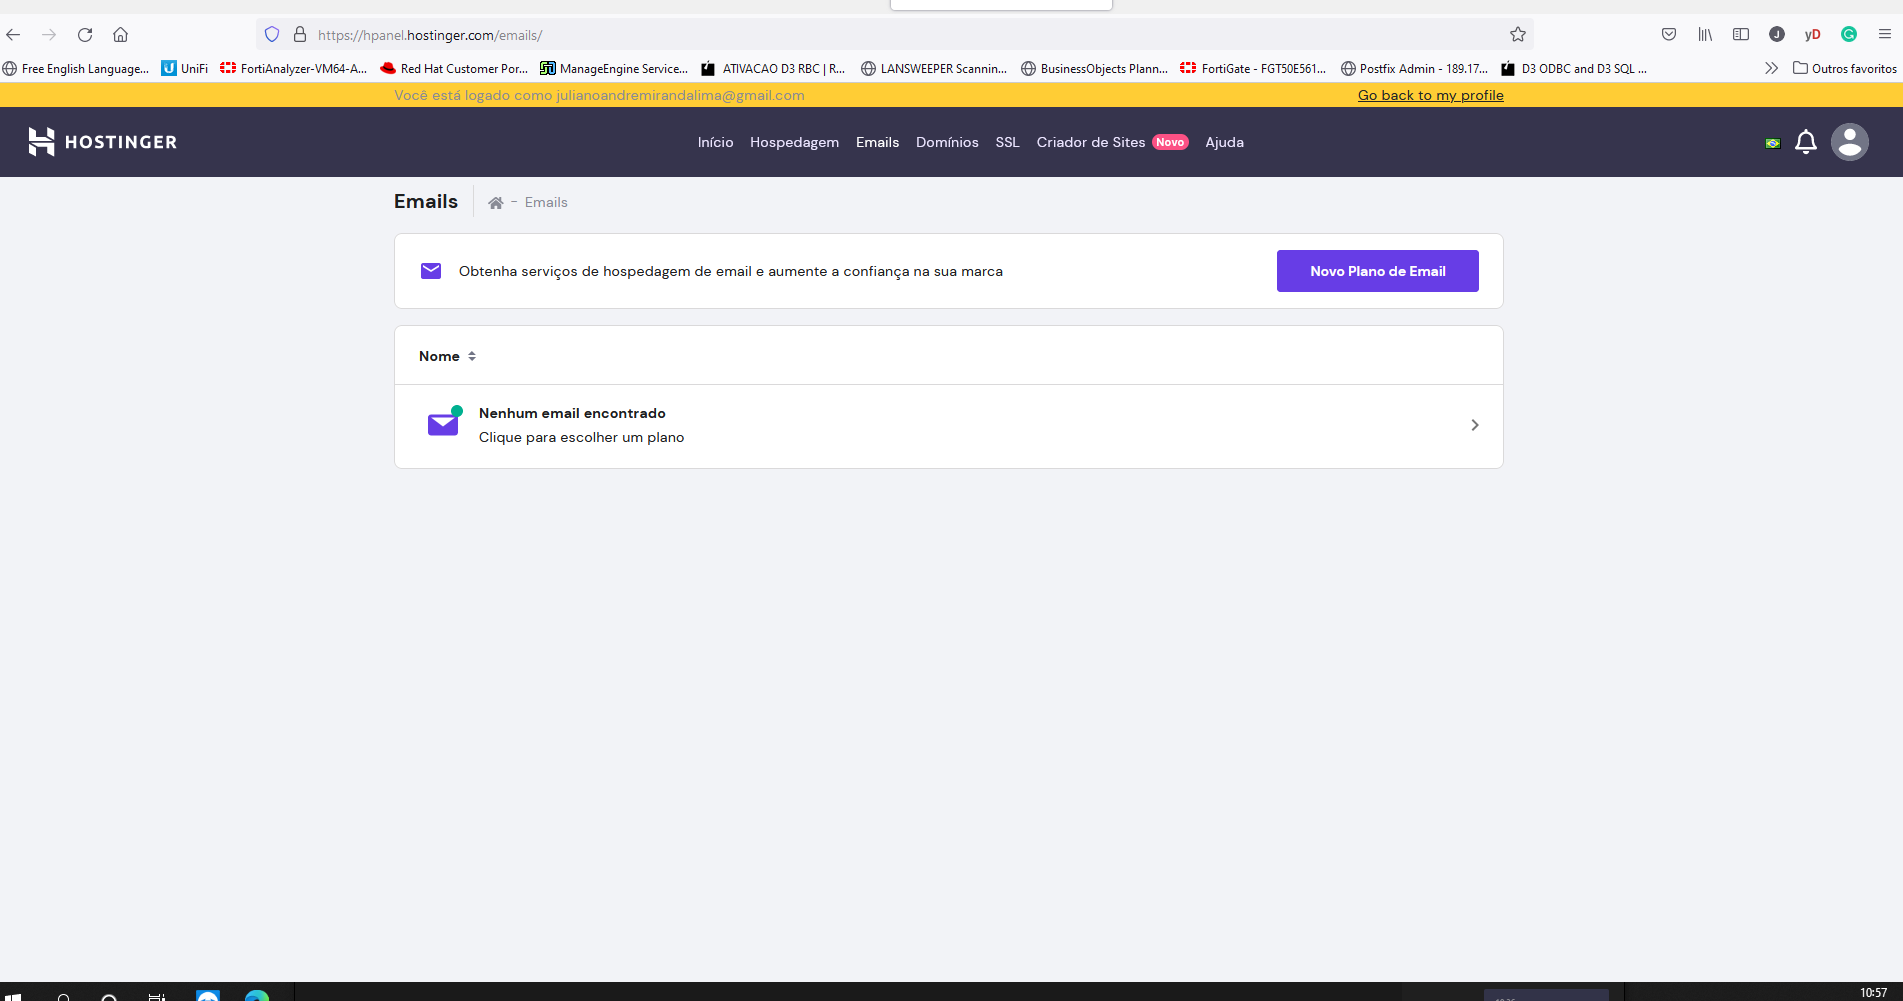 https://hpanel.hostinger.com/emails/
J
yD
G
Free English Language...
UniFi
FortiAnalyzer-VM64-A...
Red Hat Customer Por...
ManageEngine Service...
ATIVACAO D3 RBC | R...
LANSWEEPER Scannin...
BusinessObjects Plann...
FortiGate - FGT50E561...
Postfix Admin - 189.17...
D3 ODBC and D3 SQL ...
Outros favoritos
Você está logado como julianoandremirandalima@gmail.com
Go back to my profile
HOSTINGER
Início
Hospedagem
Emails
Domínios
SSL
Criador de Sites Novo
Ajuda
Emails
- Emails
Obtenha serviços de hospedagem de email e aumente a confiança na sua marca
Novo Plano de Email
Nome
Nenhum email encontrado
Clique para escolher um plano
10:57